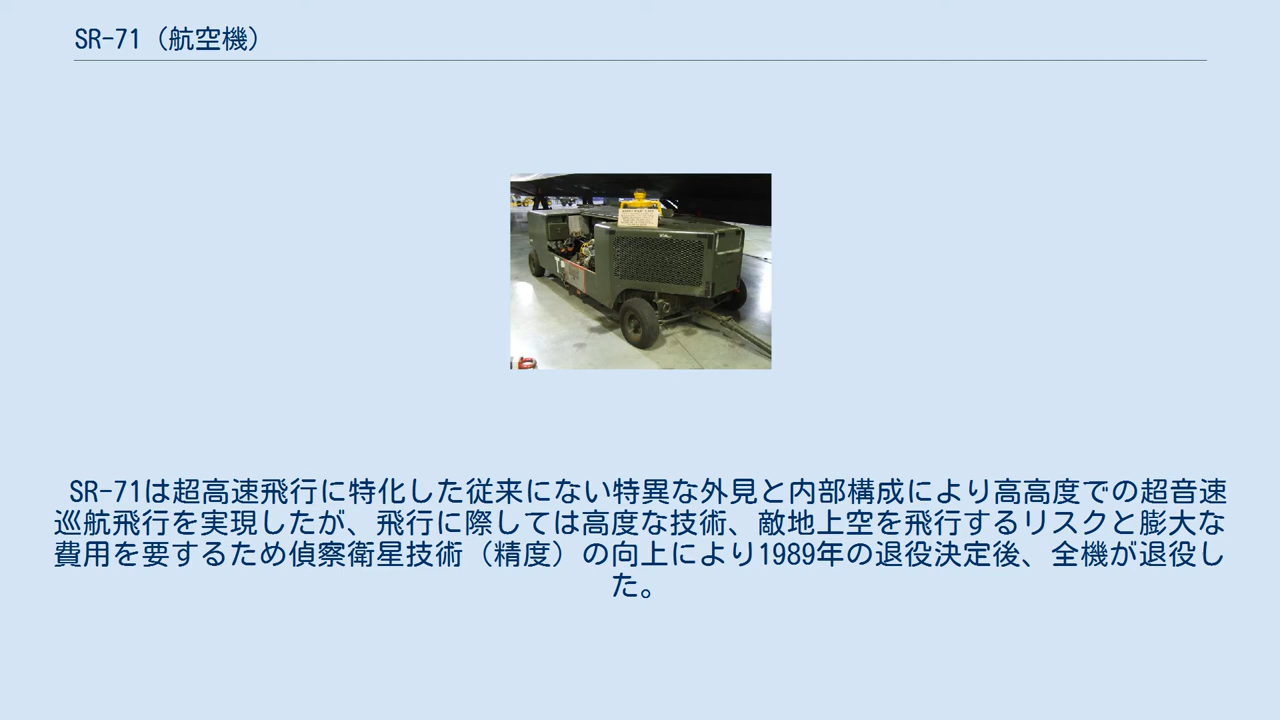 SR-71（航空機）
SR-71は超高速飛行に特化した従来にない特異な外見と内部構成により高高度での超音速
巡航飛行を実現したが、飛行に際しては高度な技術、敵地上空を飛行するリスクと膨大な
費用を要するため偵察衛星技術（精度）の向上により1989年の退役決定後、全機が退役し
た。